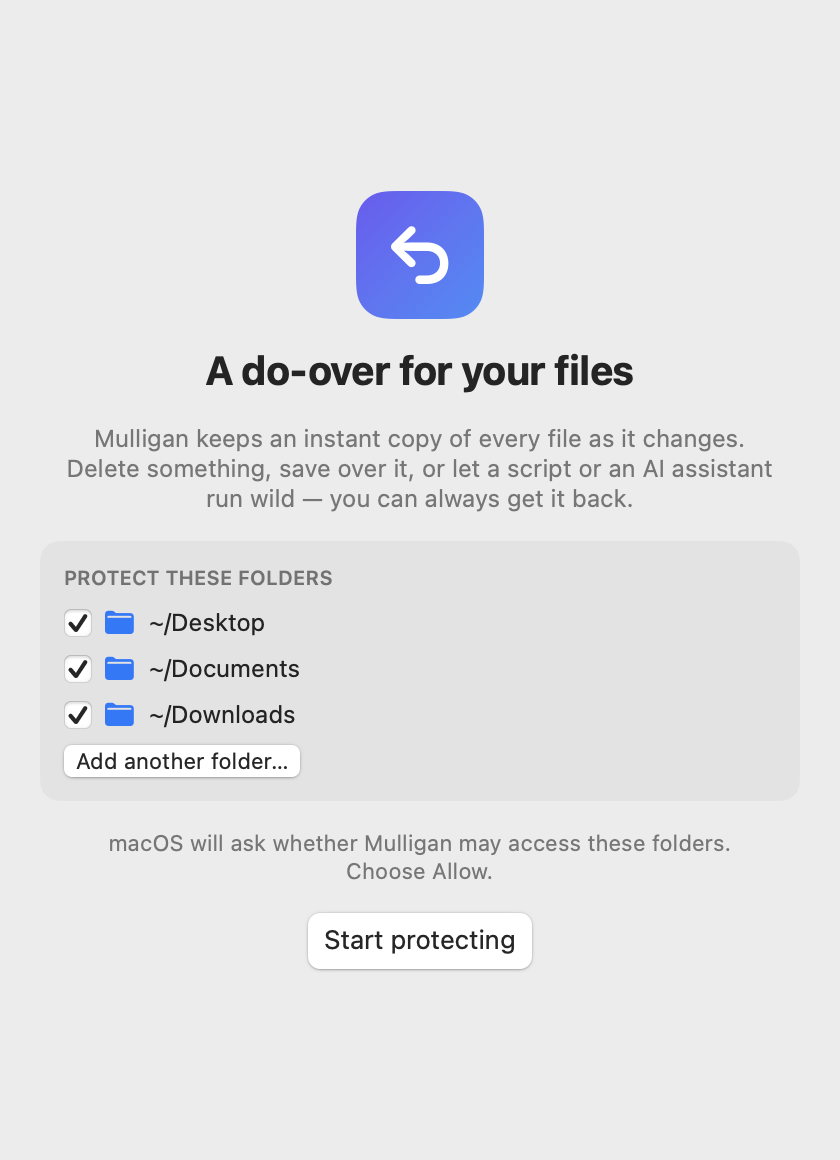 A do-over for your files
Mulligan keeps an instant copy of every file as it changes.
Delete something, save over it, or let a script or an AI assistant
run wild — you can always get it back.
PROTECT THESE FOLDERS
~/Desktop
~/Documents
~/Downloads
Add another folder...
macOS will ask whether Mulligan may access these folders.
Choose Allow.
Start protecting